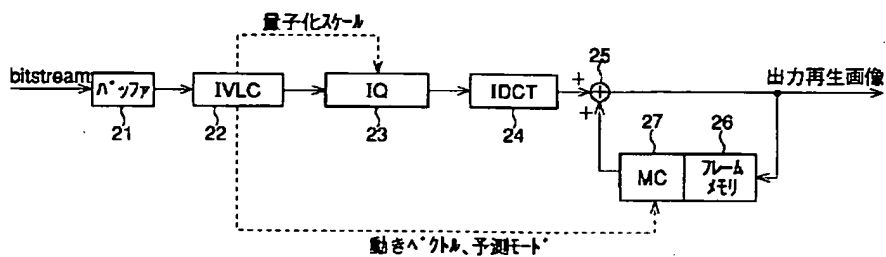 量子化スケール
bitstream
バッファ
21
IVLC
22
IQ
23
IDCT
24
+
25
+
出力再生画像
27
26
MC
フレーム
メモリ
動きベクトル、予測モード